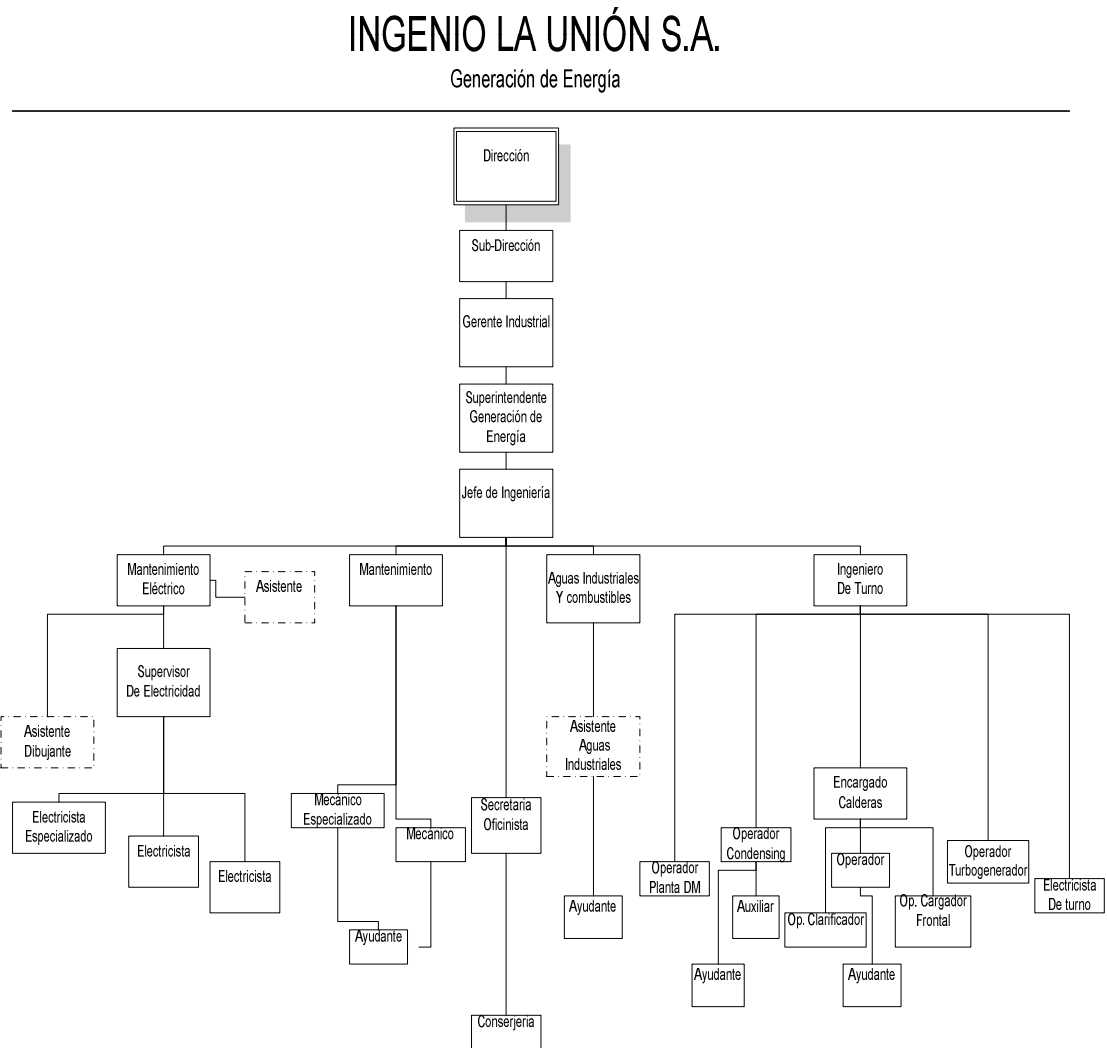 INGENIO LA UNIÓN S.A.
Generación de Energía
Dirección
Sub-Dirección
Gerente Industrial
Superintendente
Generación de
Energía
Jefe de Ingeniería
Mantenimiento
Eléctrico
Asistente
Mantenimiento
Aguas Industriales
Y combustibles
Ingeniero
De Turno
Supervisor
De Electricidad
Asistente
Dibujante
Asistente
Aguas
Industriales
Electricista
Especializado
Electricista
Electricista
Mecánico
Especializado
Mecánico
Ayudante
Secretaria
Oficinista
Conserjeria
Ayudante
Encargado
Calderas
Operador
Planta DM
Operador
Condensing
Auxiliar
Ayudante
Operador
Op. Clarificador
Op. Cargador
Frontal
Ayudante
Operador
Turbogenerador
Electricista
De turno